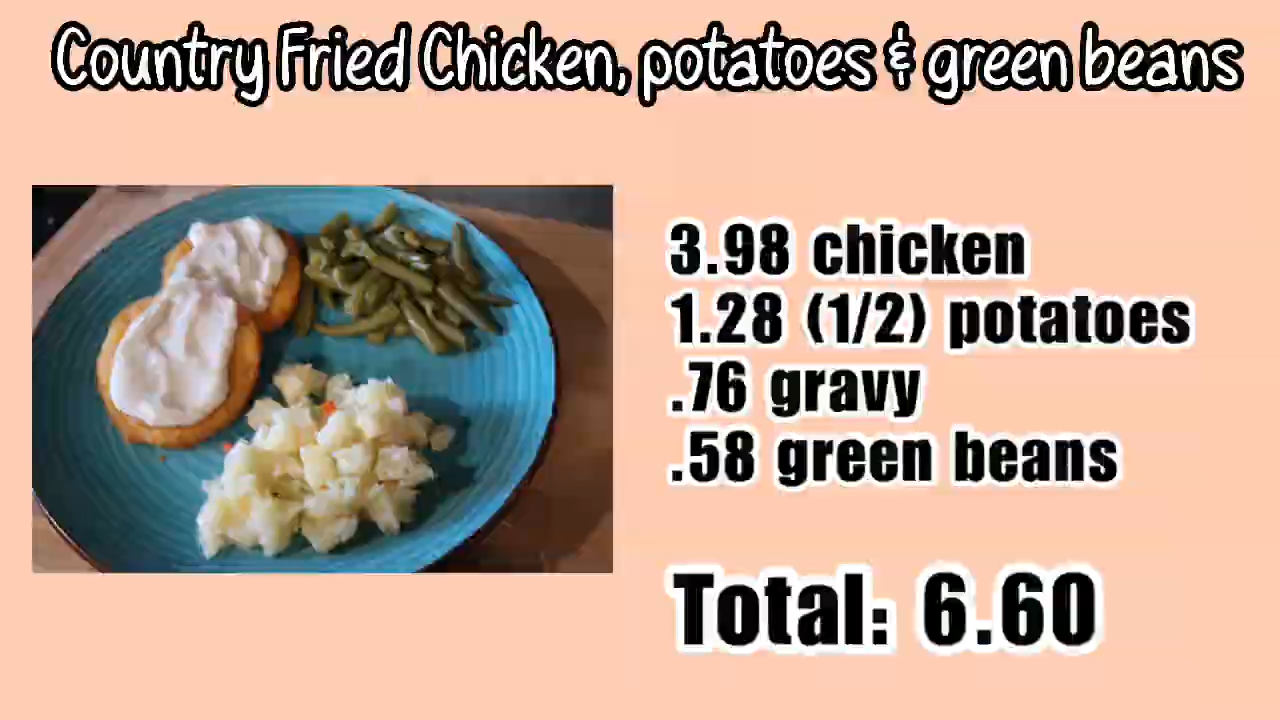 Country Fried Chicken, potatoes & green beans
3.98 chicken
1.28 (1/2) potatoes
.76 gravy
.58 green beans
Total: 6.60